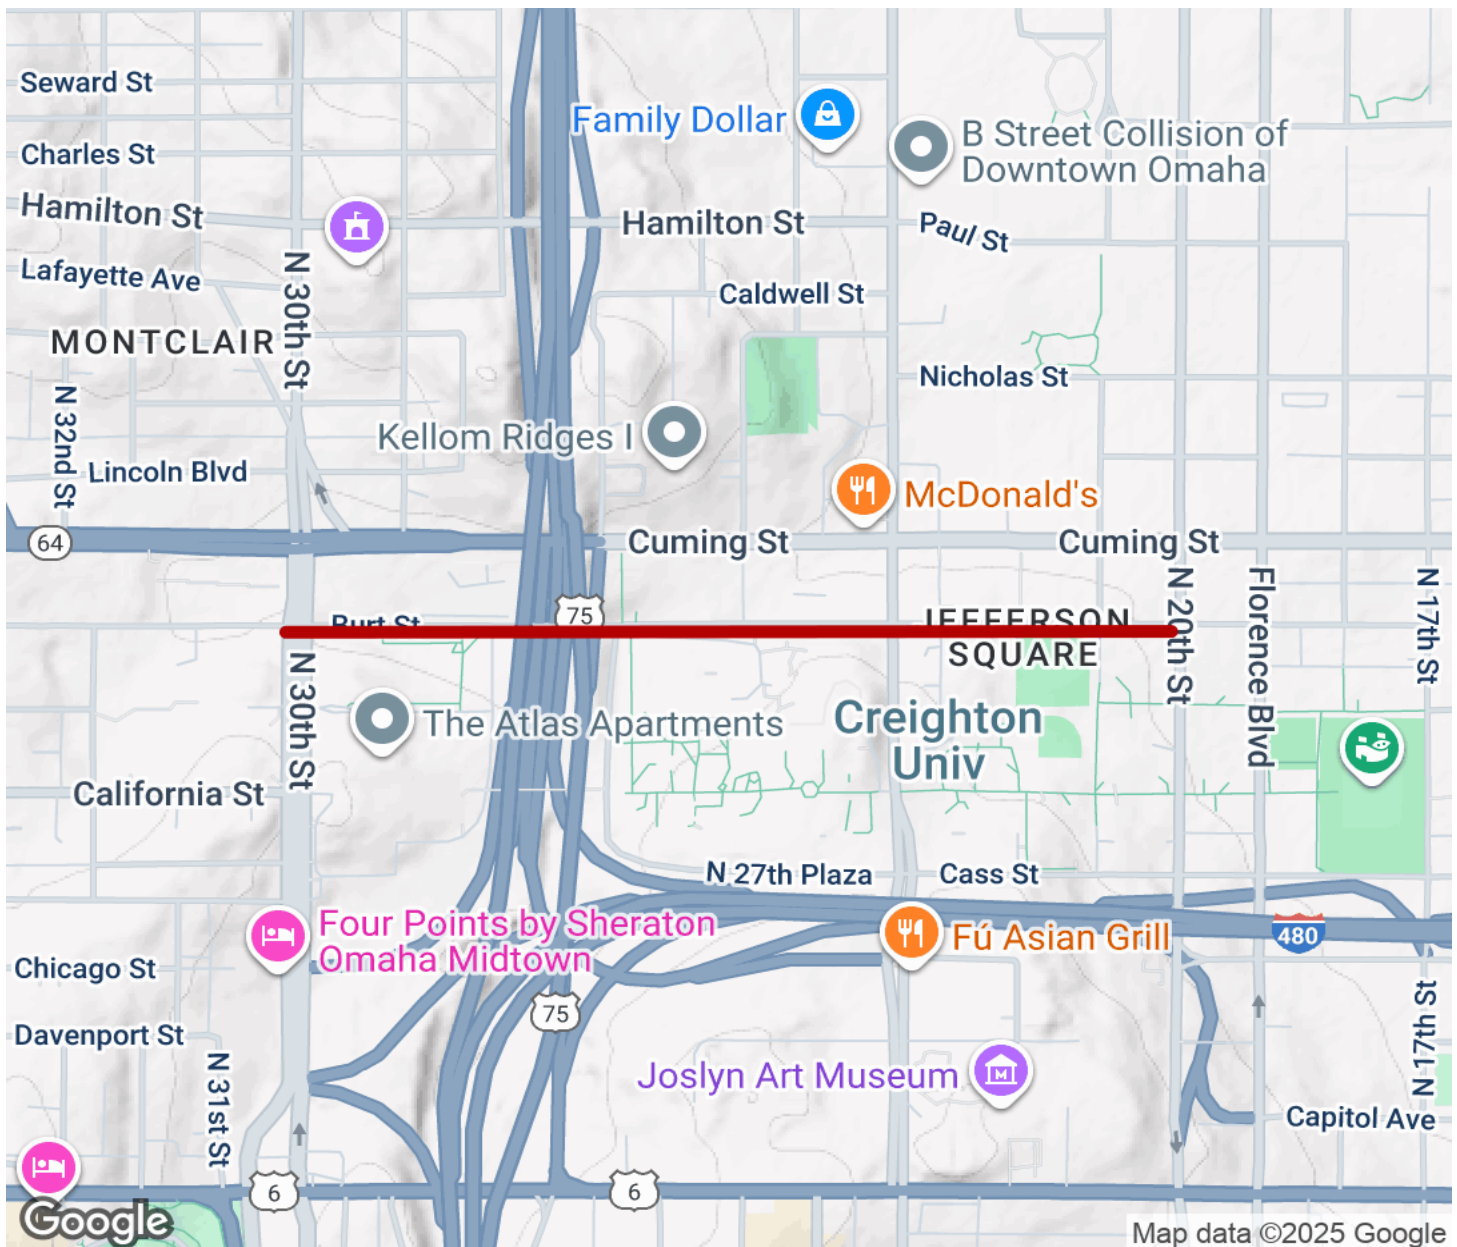 Seward St
Family Dollar
B Street Collision of
Downtown Omaha
Charles St
Hamilton St
Hamilton St
Paul St
Lafayette Ave
N 30th St
Caldwell St
MONTCLAIR
Nicholas St
N 32nd St
Kellom Ridges I
Lincoln Blvd
McDonald's
64
Cuming St
Cuming St
75
Burt St
JEFFERSON
SQUARE
N 20th St
Florence Blvd
N 17th St
N 30th St
The Atlas Apartments
Creighton
Univ
California St
N 27th Plaza
Cass St
Four Points by Sheraton
Omaha Midtown
Fú Asian Grill
480
Chicago St
75
Davenport St
N 31st St
Joslyn Art Museum
N 17th St
Capitol Ave
6
6
Google
Map data ©2025 Google